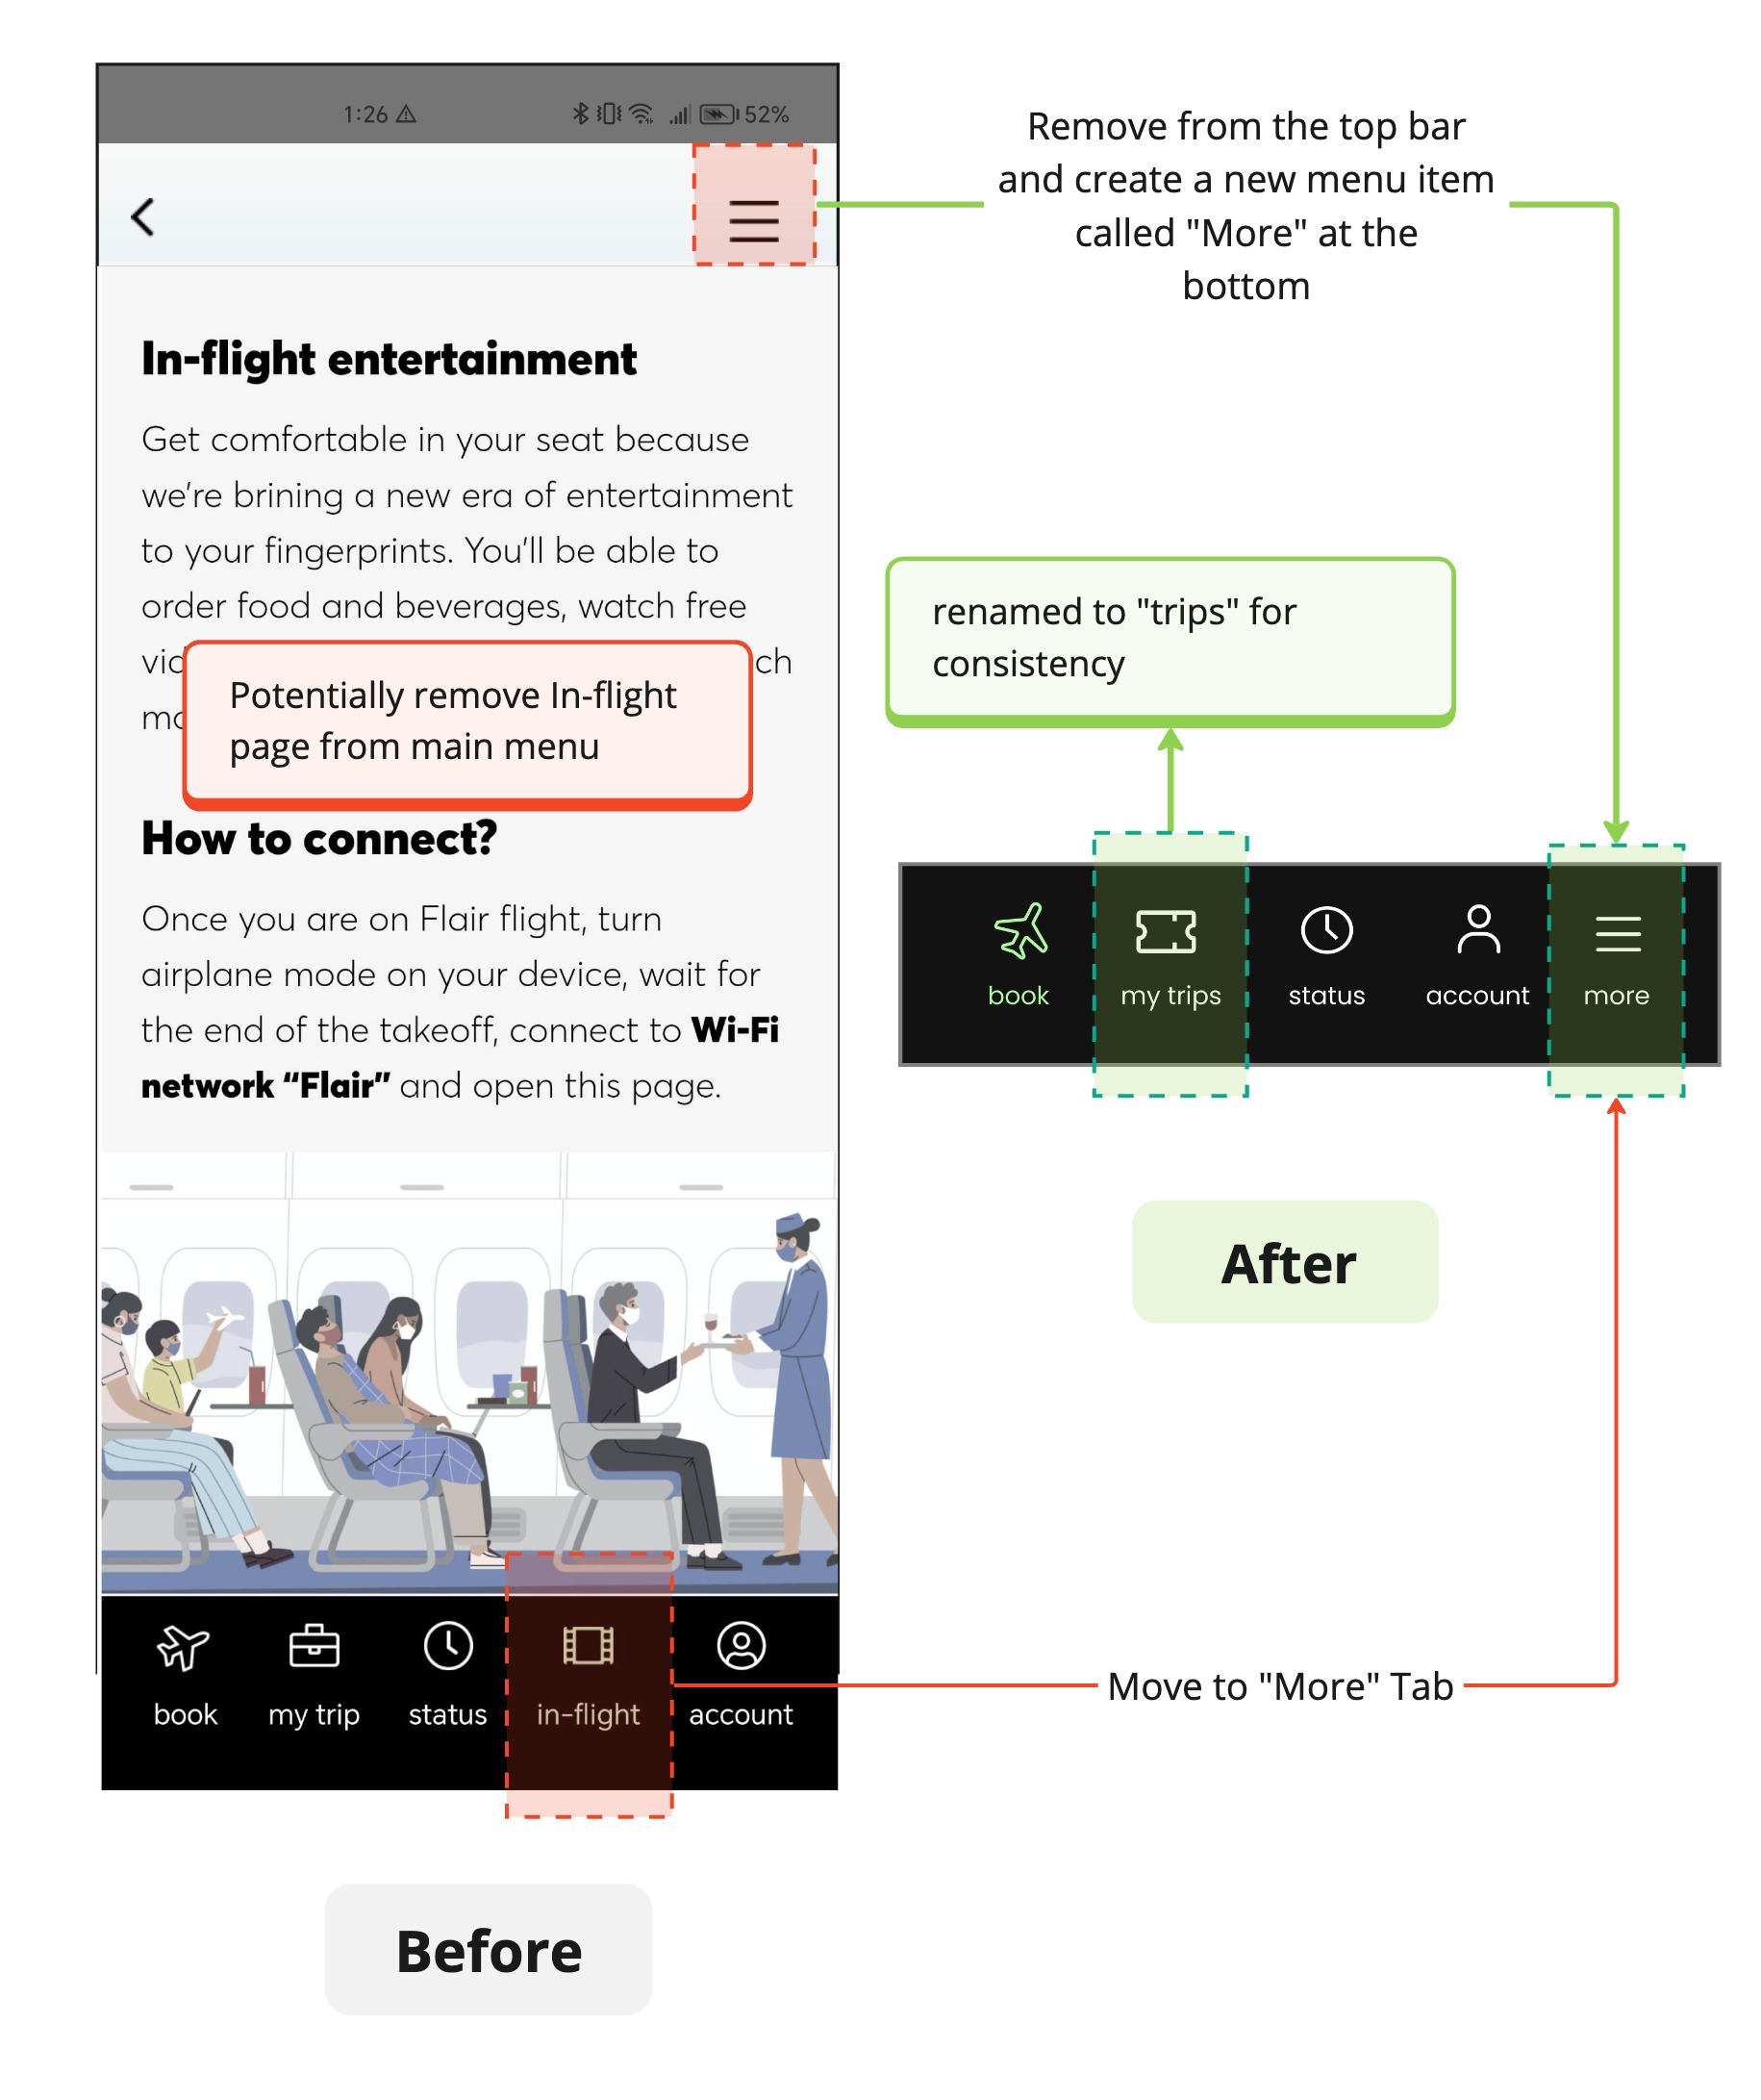 1:26
52%
Remove from the top bar
and create a new menu item
called "More" at the
bottom
In-flight entertainment
Get comfortable in your seat because
we're brining a new era of entertainment
to your fingerprints. You'll be able to
order food and beverages, watch free
vid
ch
mo
Potentially remove In-flight
page from main menu
How to connect?
Once you are on Flair flight, turn
airplane mode on your device, wait for
the end of the takeoff, connect to Wi-Fi
network “Flair” and open this page.
book my trip status in-flight account
Before
renamed to "trips" for
consistency
book my trips status account more
After
Move to "More" Tab